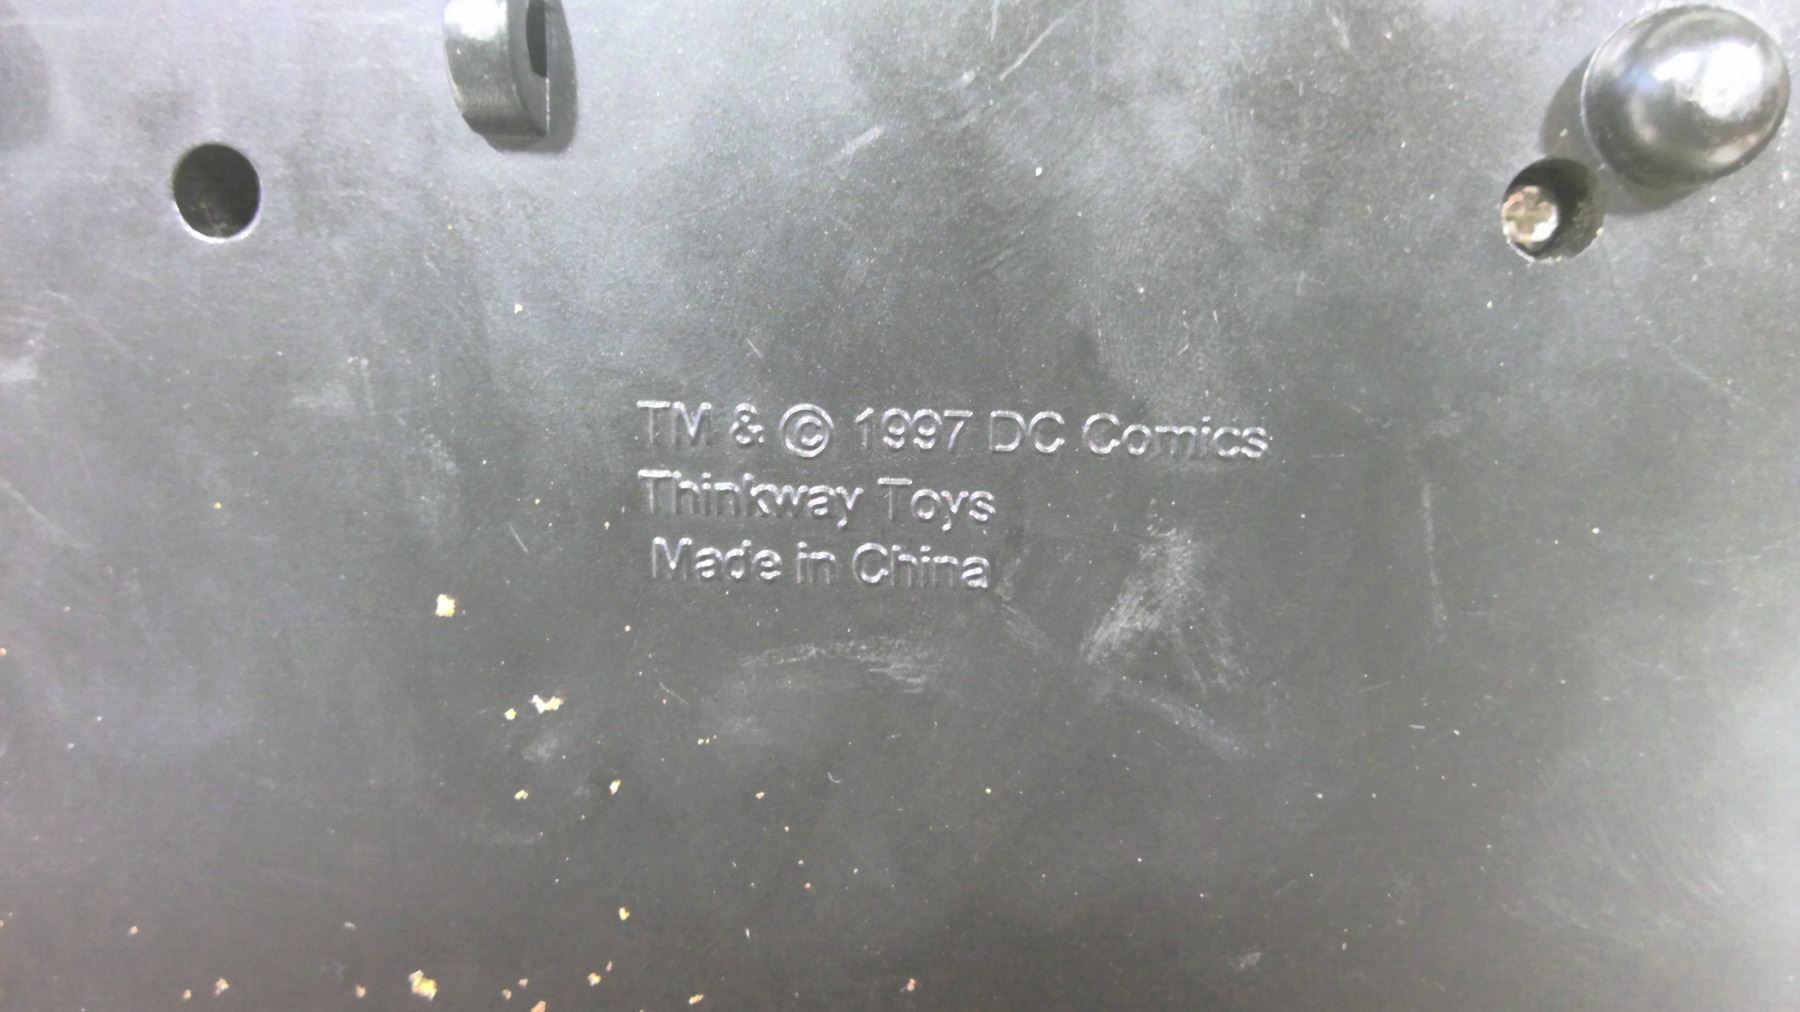 TM & © 1997 DC Comics
Thinkway Toys
Made in China